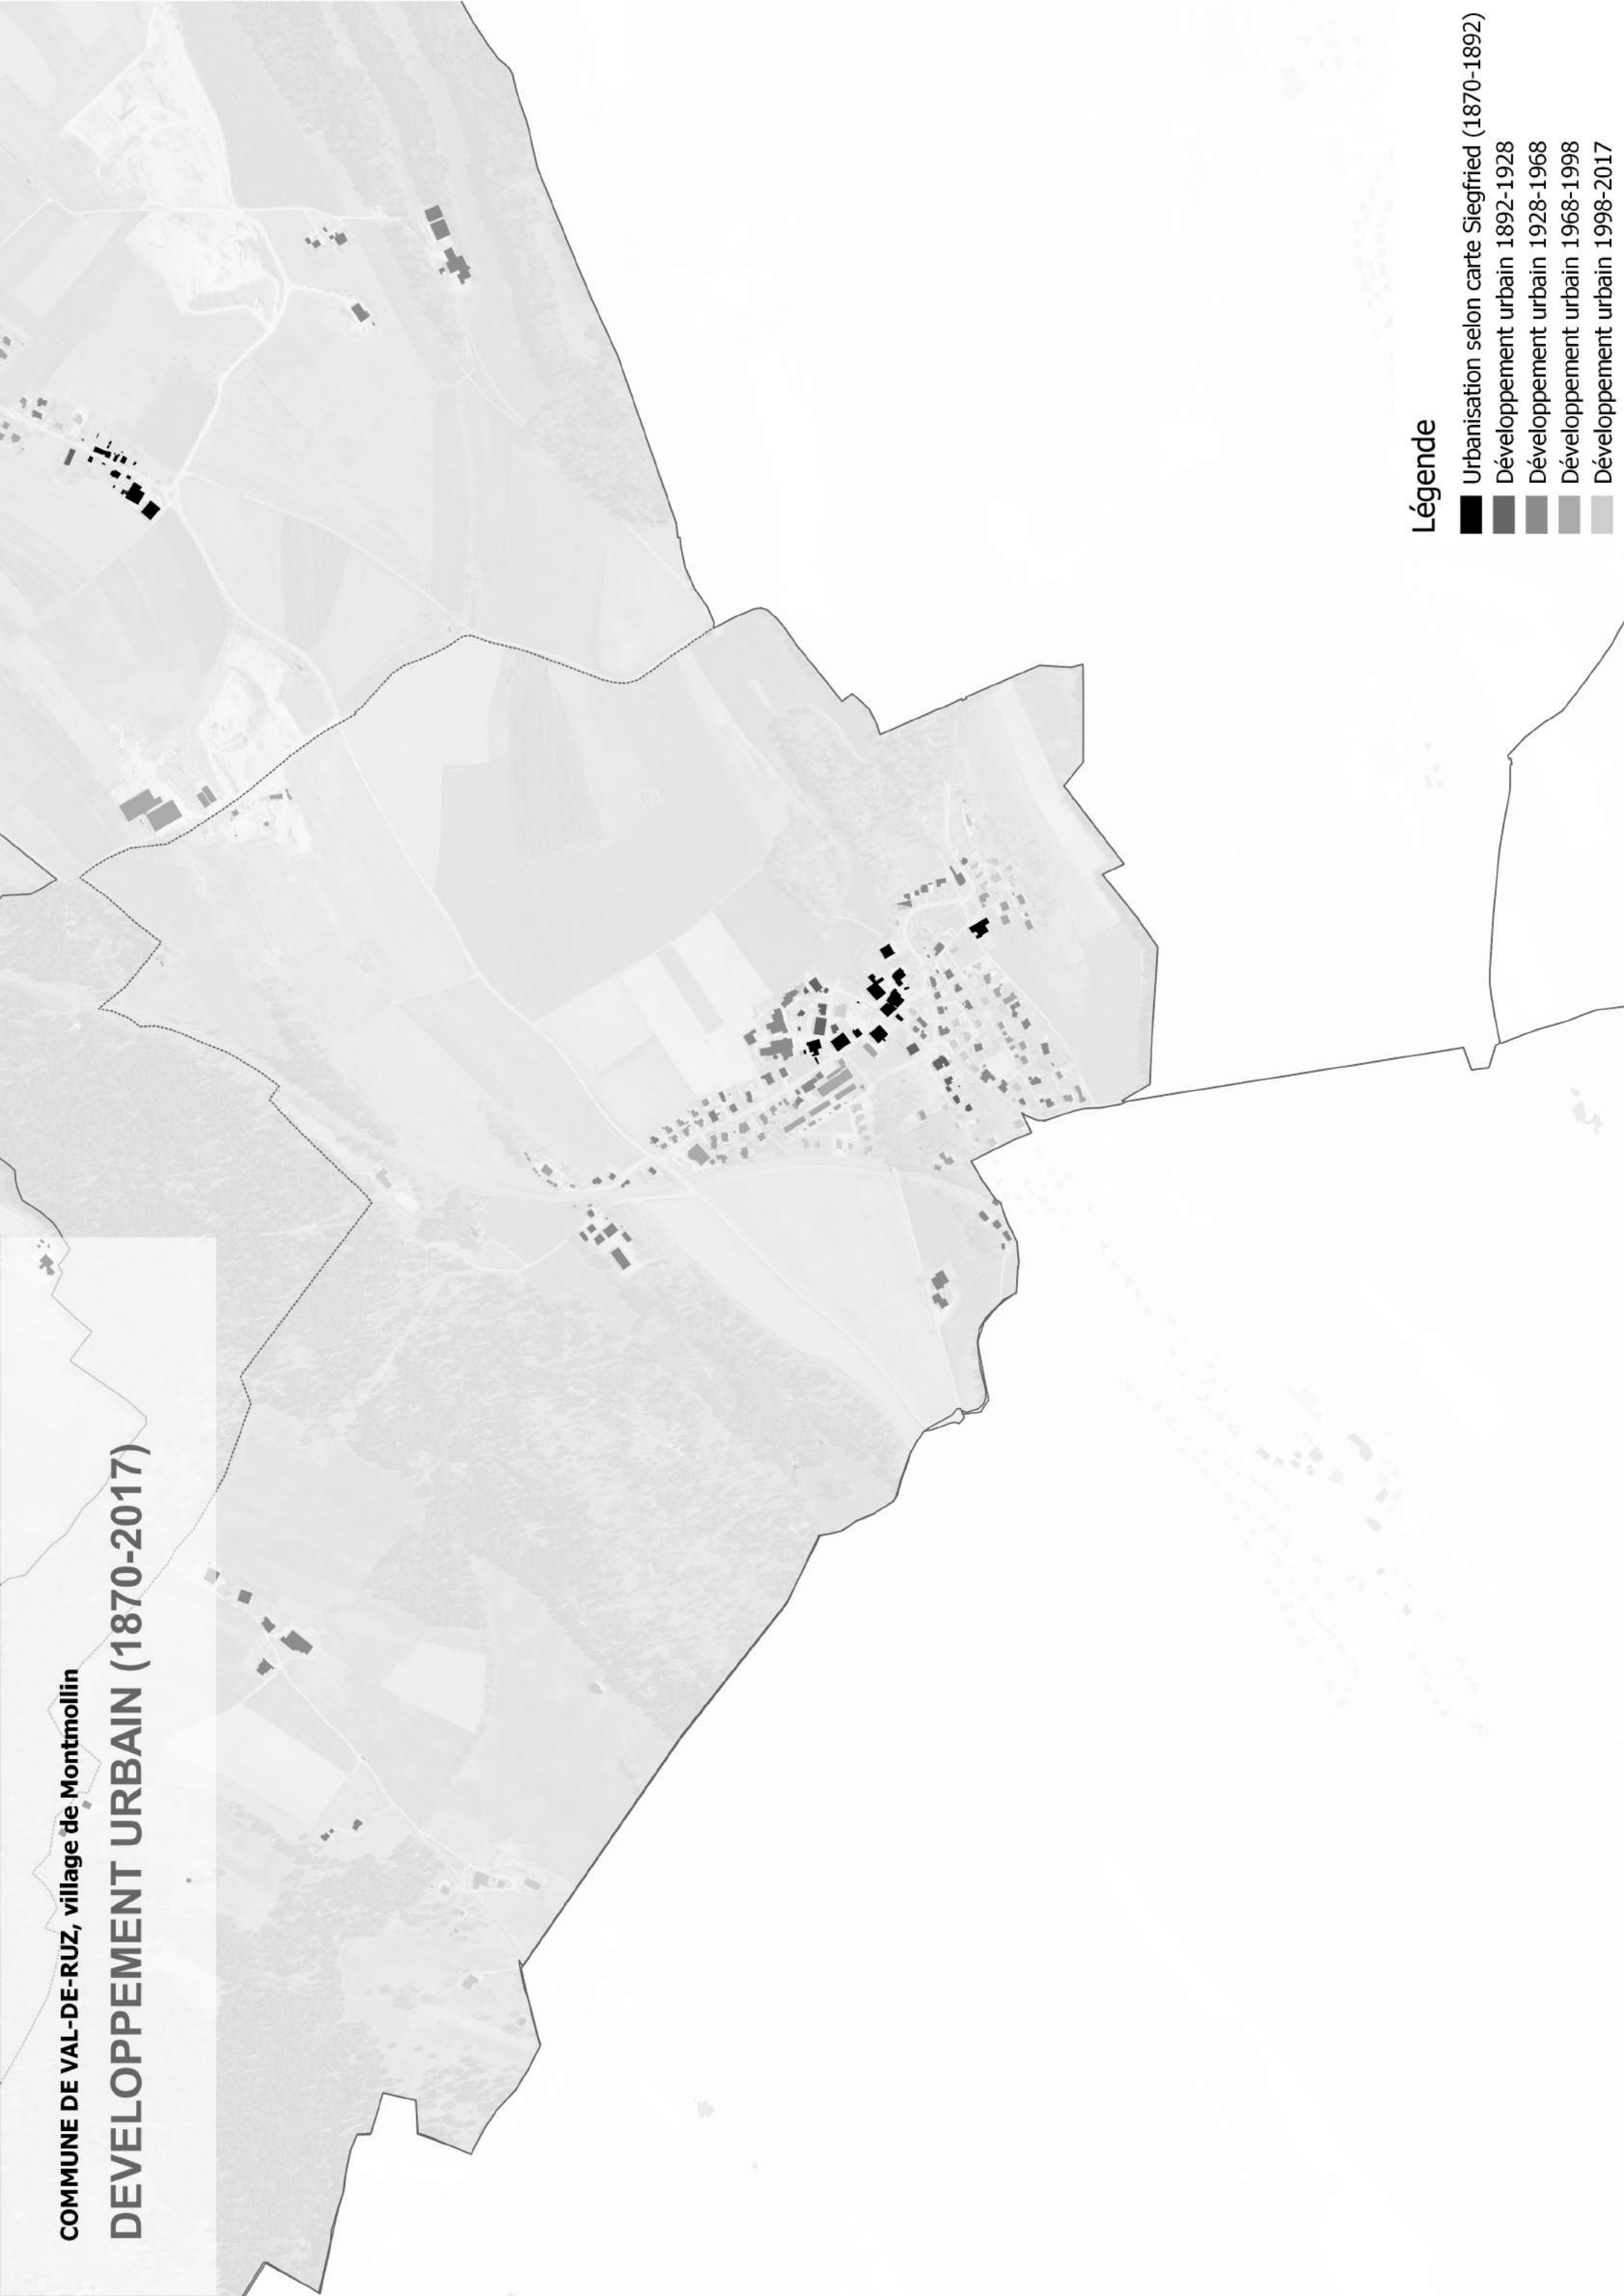 COMMUNE DE VAL-DE-RUZ, village de Montmollin
DEVELOPPEMENT URBAIN (1870-2017)
Légende
Urbanisation selon carte Siegfried (1870-1892)
Développement urbain 1892-1928
Développement urbain 1928-1968
Développement urbain 1968-1998
Développement urbain 1998-2017